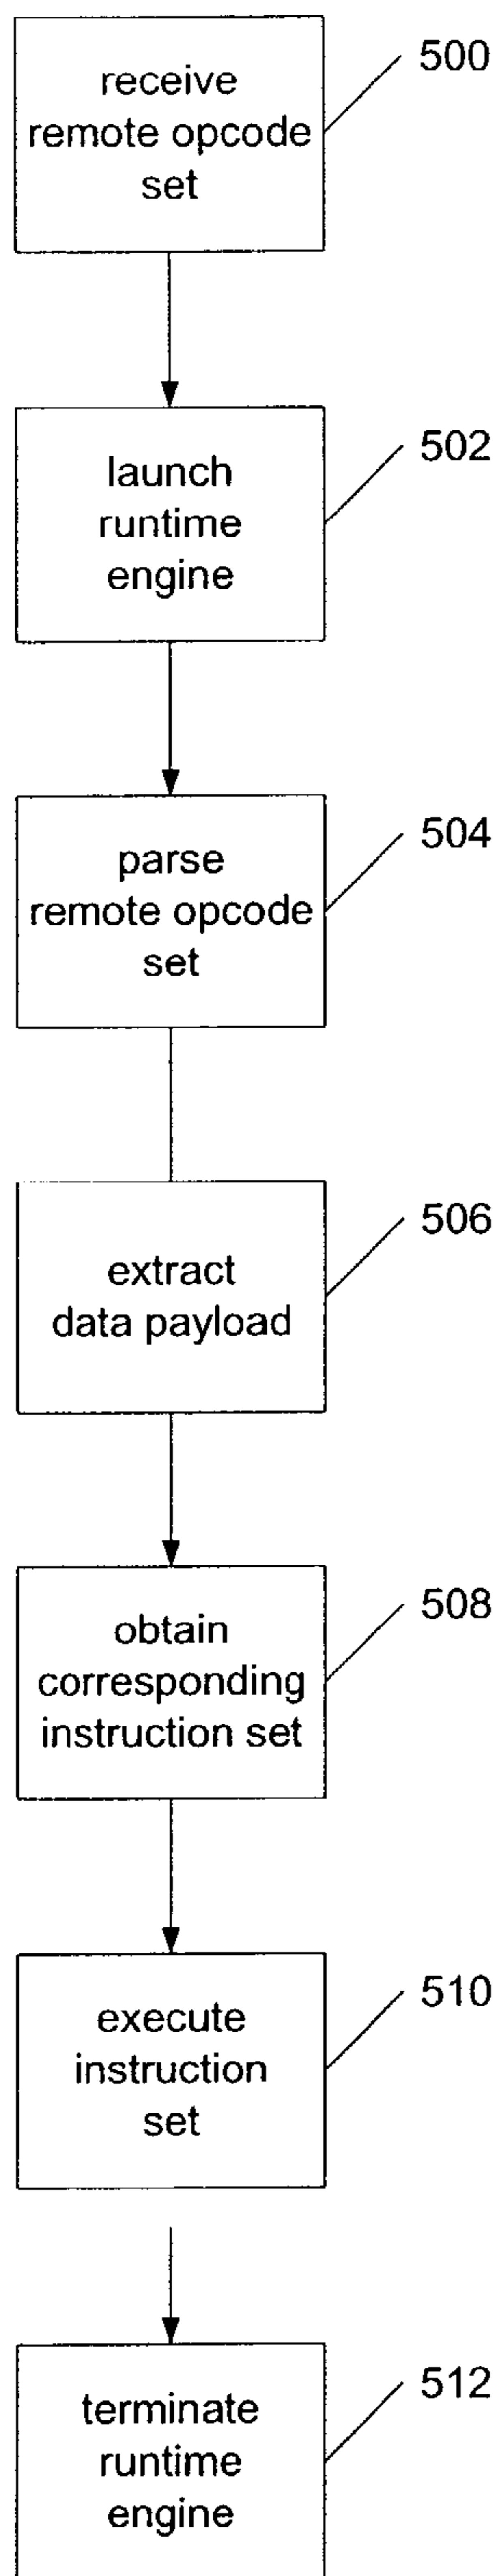 receive
remote opcode
set
500
launch
runtime
engine
502
parse
remote opcode
set
504
extract
data payload
506
obtain
corresponding
instruction set
508
execute
instruction
set
510
terminate
runtime
engine
512